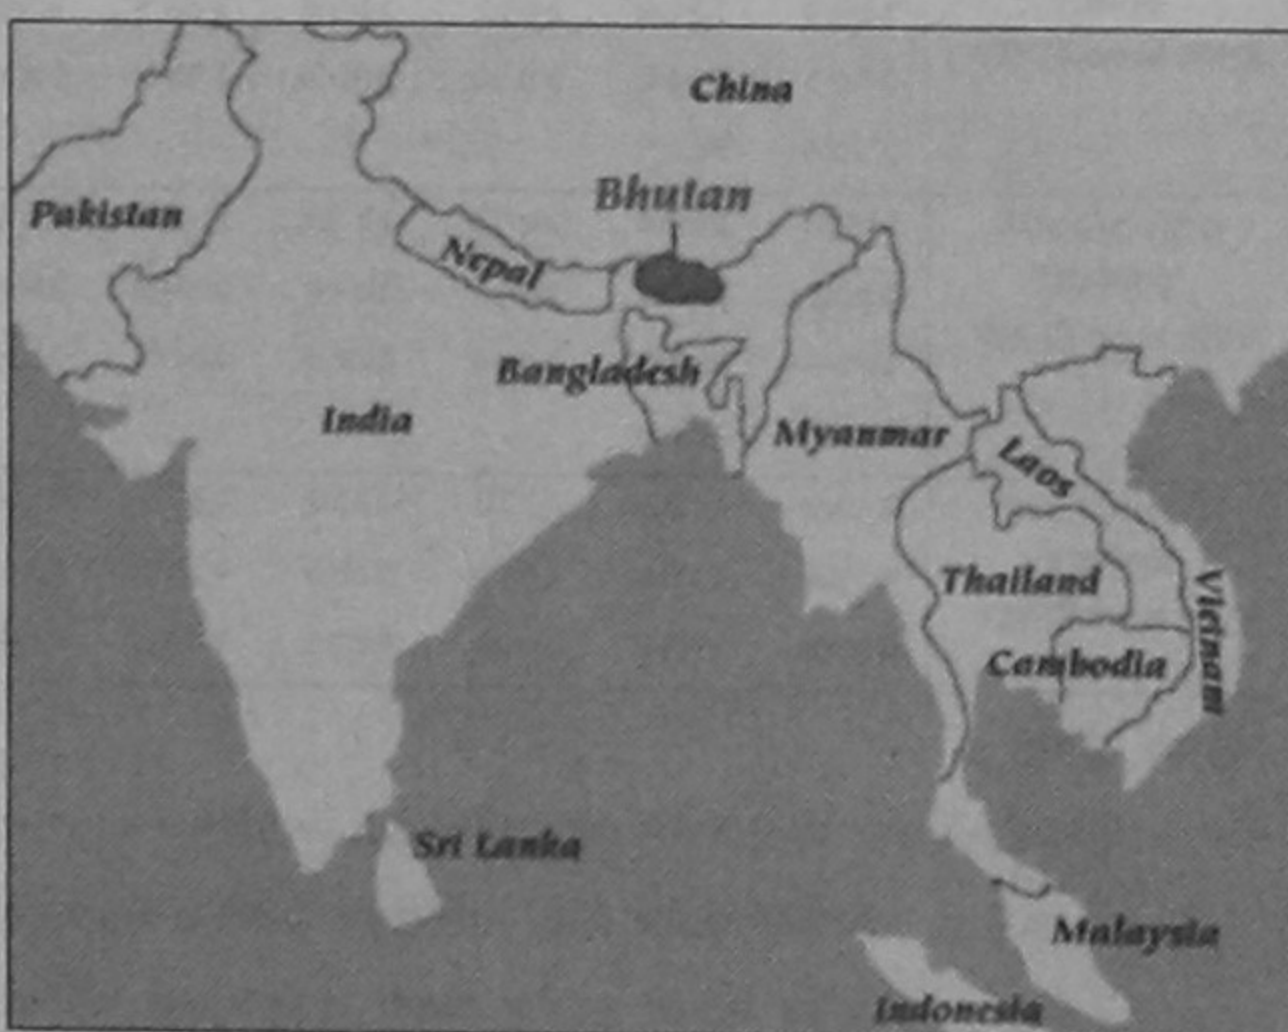 China
Bhutan
Pakistan
Nepal
Bangladesh
India
Myanmar
Laos
Thailand
Vietnam
Cambodia
Sri Lanka
Malaysia
Indonesia